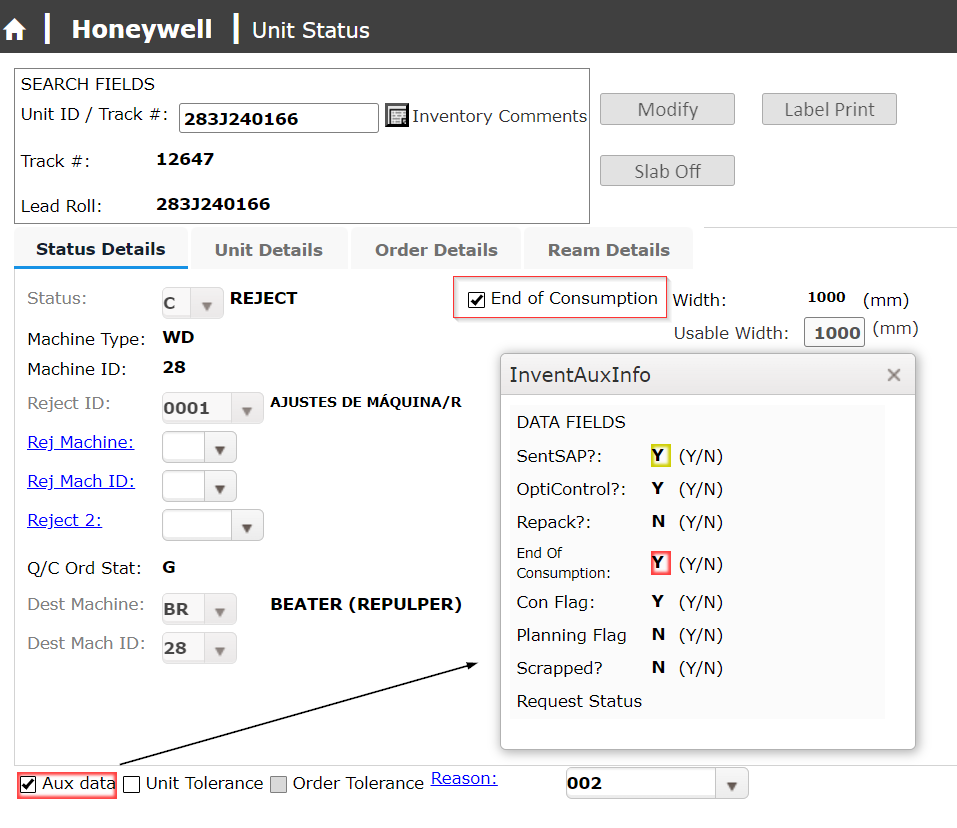 Honeywell Unit Status
SEARCH FIELDS
Unit ID / Track #: 283J240166 Inventory Comments
Track #: 12647
Lead Roll: 283J240166
Modify Label Print
Slab Off
Status Details Unit Details Order Details Ream Details
Status: C REJECT
End of Consumption
Width: 1000 (mm)
Usable Width: 1000 (mm)
Machine Type: WD
Machine ID: 28
Reject ID: 0001 AJUSTES DE MÁQUINA/R
Rej Machine:
Rej Mach ID:
Reject 2:
Q/C Ord Stat: G
Dest Machine: BR BEATER (REPULPER)
Dest Mach ID: 28
InventAuxInfo
DATA FIELDS
SentSAP?: Y (Y/N)
OptiControl?: Y (Y/N)
Repack?: N (Y/N)
End Of
Consumption: Y (Y/N)
Con Flag: Y (Y/N)
Planning Flag N (Y/N)
Scrapped? N (Y/N)
Request Status
Aux data Unit Tolerance Order Tolerance Reason: 002